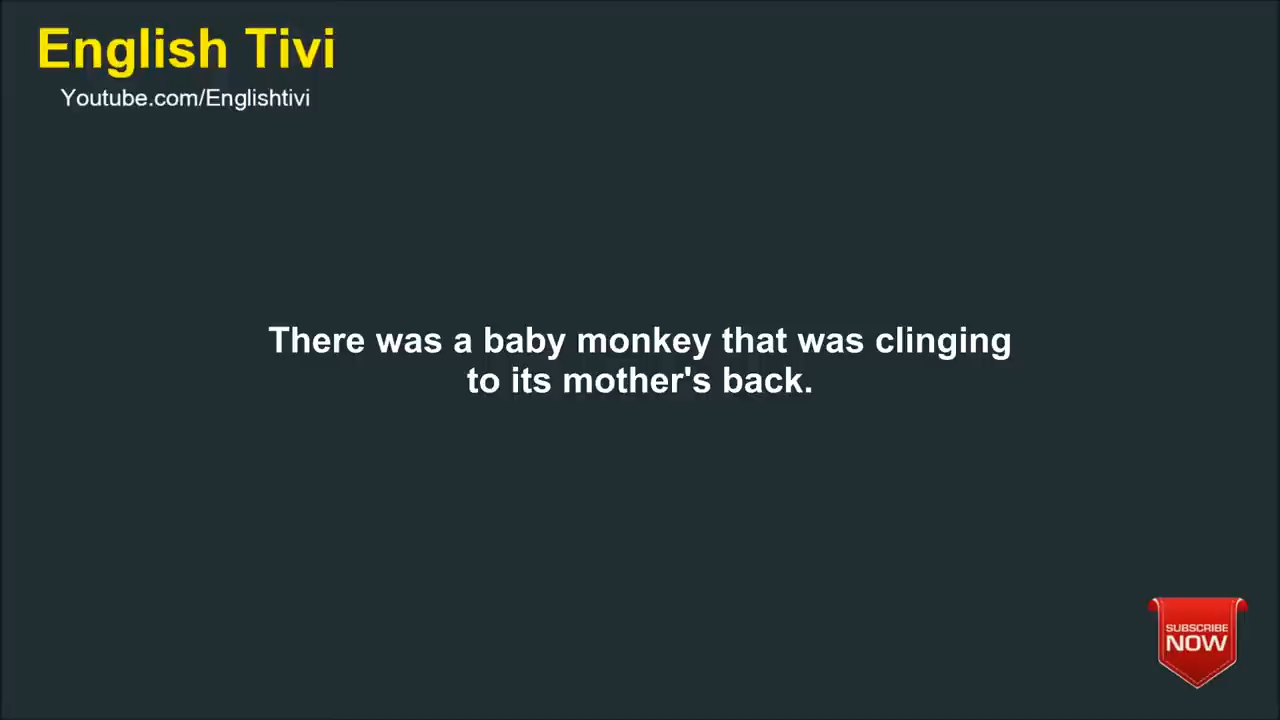 English Tivi
Youtube.com/Englishtivi
There was a baby monkey that was clinging
to its mother's back.
SUBSCRIBE
NOW